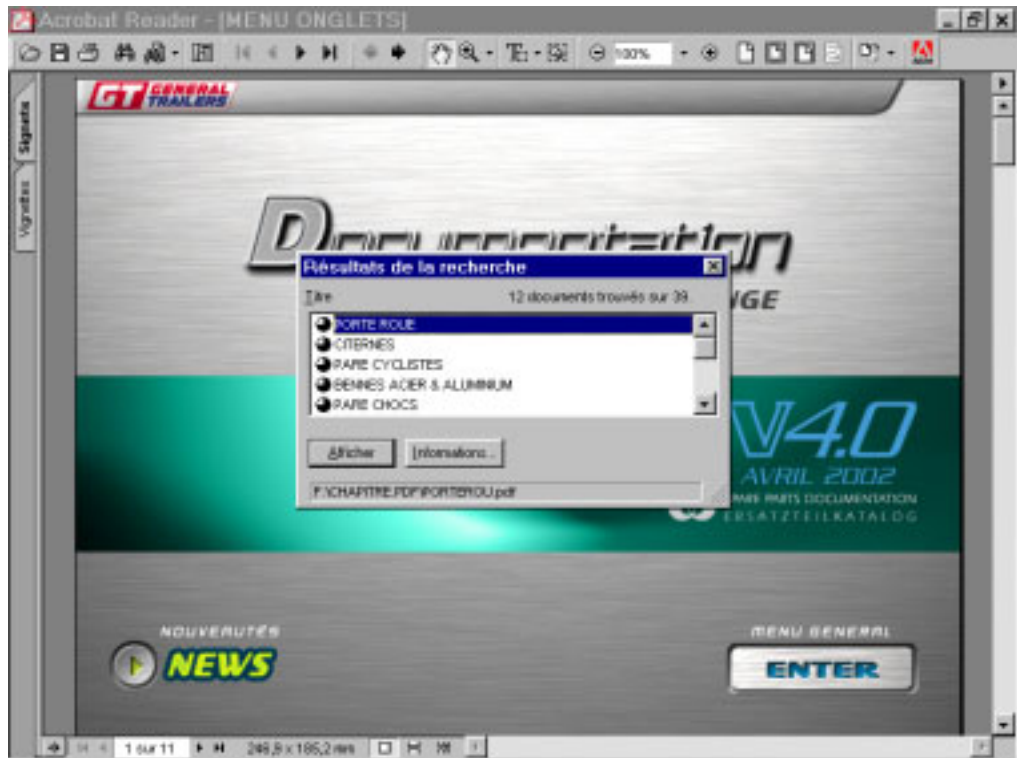 Acrobat Reader - [MENU ONGLETS]
100%
Signets
Vignettes
GT GENERAL
TRAILERS
Documentation
Résultats de la recherche
Titre
12 documents trouvés sur 39.
PORTE ROUE
CITERNES
PARE CYCLISTES
BENNES ACIER & ALUMINIUM
PARE CHOCS
Afficher
Informations...
F:\CHAPITRE.PDF\PORTEROU.pdf
V4.0
AVRIL 2002
PARTS DOCUMENTATION
ERSATZTEILKATALOG
NOUVEAUTÉS
NEWS
MENU GENERAL
ENTER
1 sur 11
246,9 x 185,2 mm